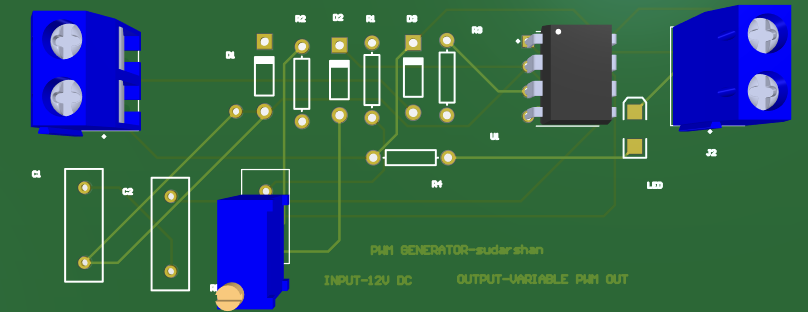 R2
D2
R1
D3
R3
D1
U1
J2
C1
C2
R4
LED
PWM GENERATOR-sudarshan
INPUT-12V DC
OUTPUT-VARIABLE PWM OUT